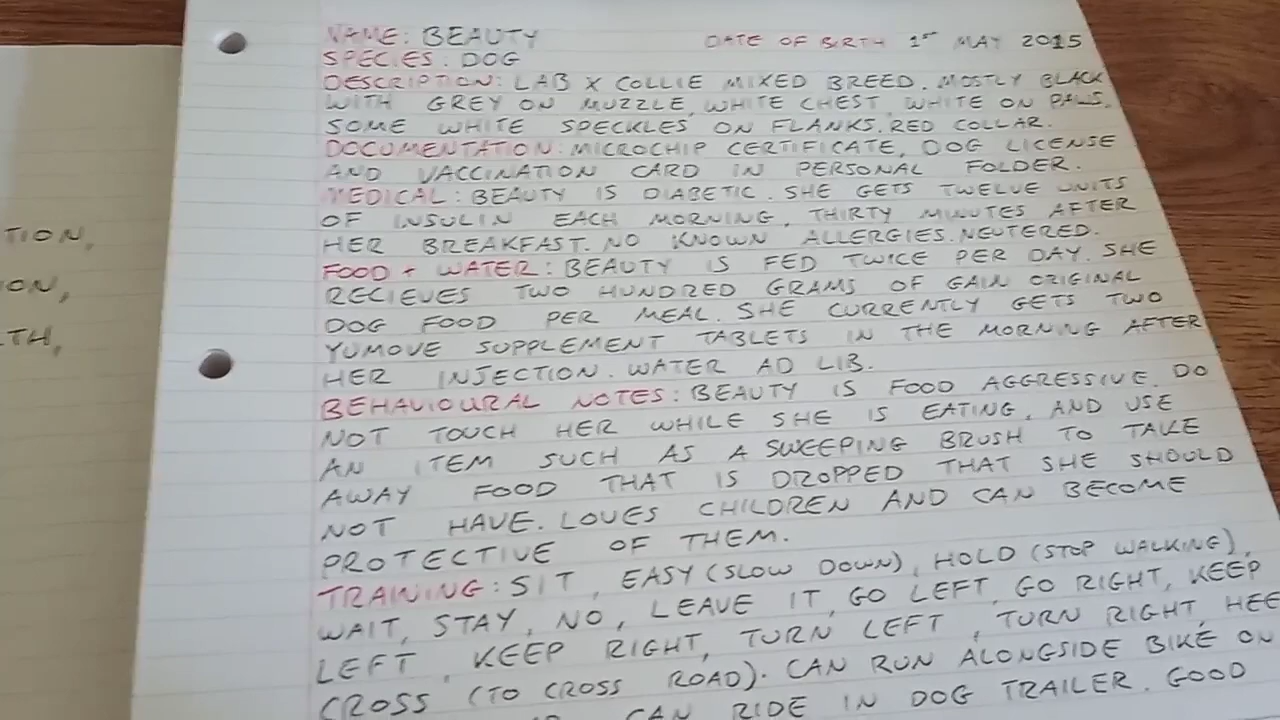 TION,
ON,
TH,
NAME: BEAUTY DATE OF BIRTH 1ST MAY 2015
SPECIES: DOG
DESCRIPTION: LAB X COLLIE MIXED BREED. MOSTLY BLACK
WITH GREY ON MUZZLE, WHITE CHEST, WHITE ON PAWS,
SOME WHITE SPECKLES ON FLANKS. RED COLLAR.
DOCUMENTATION: MICROCHIP CERTIFICATE, DOG LICENSE
AND VACCINATION CARD IN PERSONAL FOLDER.
MEDICAL: BEAUTY IS DIABETIC. SHE GETS TWELVE UNITS
OF INSULIN EACH MORNING, THIRTY MINUTES AFTER
HER BREAKFAST. NO KNOWN ALLERGIES. NEUTERED.
FOOD + WATER: BEAUTY IS FED TWICE PER DAY. SHE
RECIEVES TWO HUNDRED GRAMS OF GAIN ORIGINAL
DOG FOOD PER MEAL. SHE CURRENTLY GETS TWO
YUMOVE SUPPLEMENT TABLETS IN THE MORNING AFTER
HER INJECTION. WATER AD LIB.
BEHAVIOURAL NOTES: BEAUTY IS FOOD AGGRESSIVE. DO
NOT TOUCH HER WHILE SHE IS EATING, AND USE
AN ITEM SUCH AS A SWEEPING BRUSH TO TAKE
AWAY FOOD THAT IS DROPPED THAT SHE SHOULD
NOT HAVE. LOVES CHILDREN AND CAN BECOME
PROTECTIVE OF THEM.
TRAINING: SIT, EASY (SLOW DOWN), HOLD (STOP WALKING),
WAIT, STAY, NO, LEAVE IT, GO LEFT, GO RIGHT, KEEP
LEFT, KEEP RIGHT, TURN LEFT, TURN RIGHT, HEE
CROSS (TO CROSS ROAD). CAN RUN ALONGSIDE BIKE ON
CAN RIDE IN DOG TRAILER. GOOD